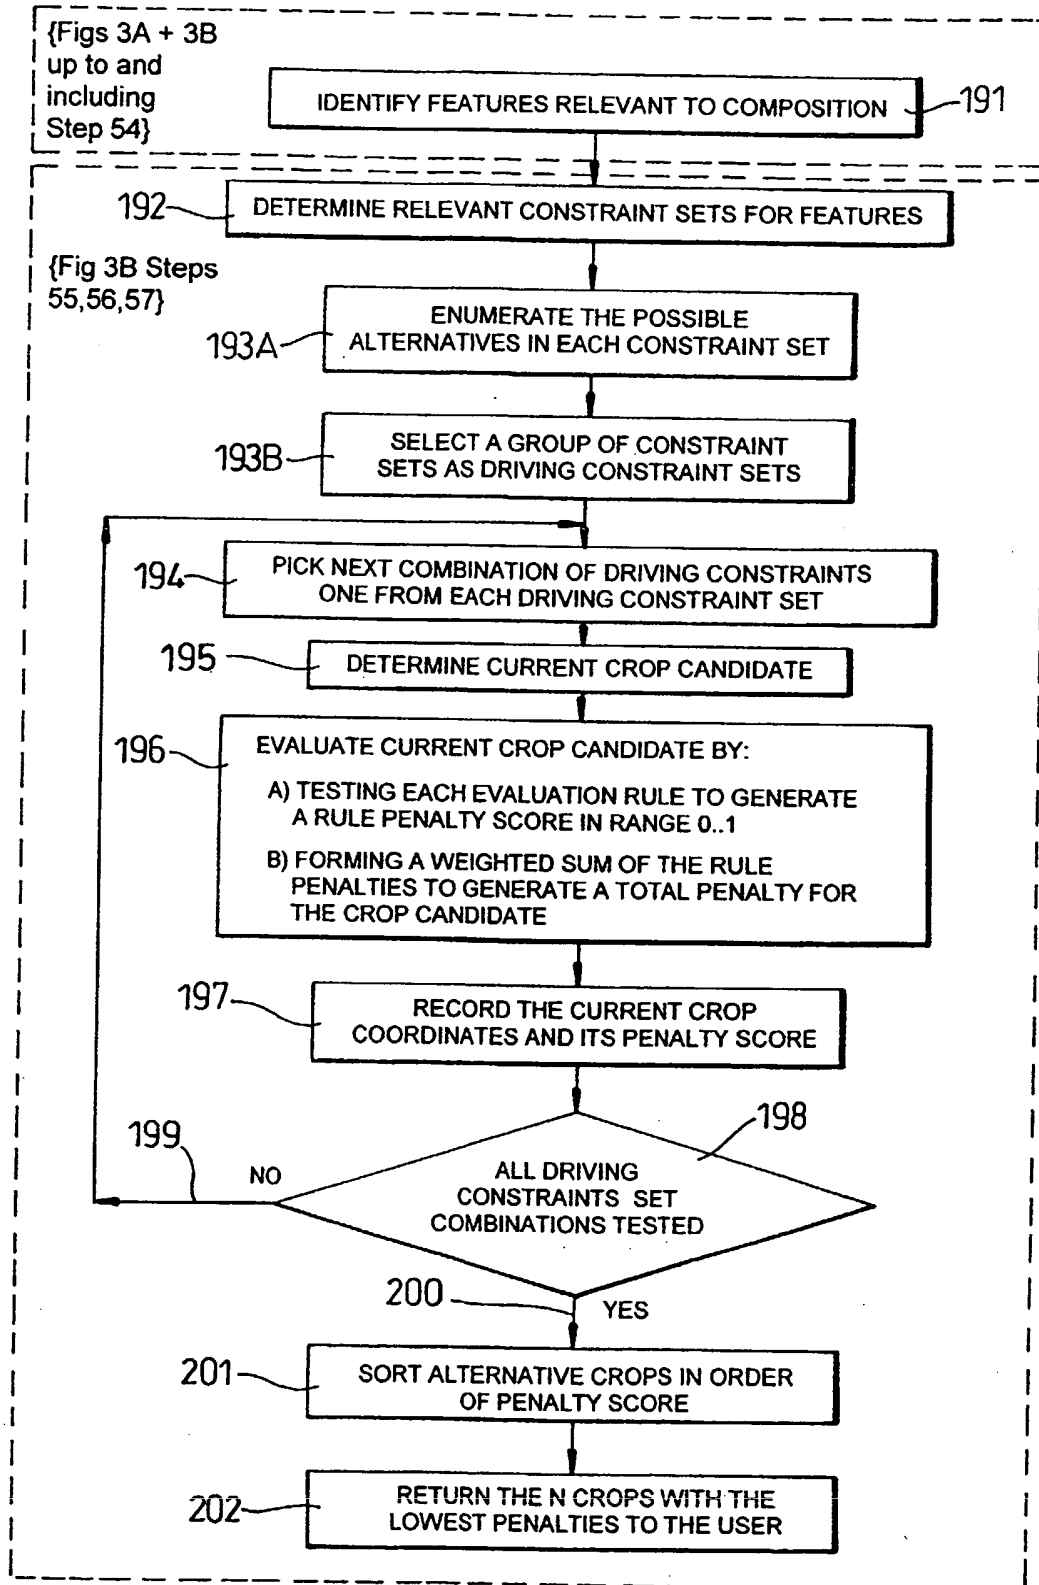 {Figs 3A + 3B
up to and
including
Step 54}
IDENTIFY FEATURES RELEVANT TO COMPOSITION
191
192
DETERMINE RELEVANT CONSTRAINT SETS FOR FEATURES
{Fig 3B Steps
55,56,57}
193A
ENUMERATE THE POSSIBLE
ALTERNATIVES IN EACH CONSTRAINT SET
193B
SELECT A GROUP OF CONSTRAINT
SETS AS DRIVING CONSTRAINT SETS
194
PICK NEXT COMBINATION OF DRIVING CONSTRAINTS
ONE FROM EACH DRIVING CONSTRAINT SET
195
DETERMINE CURRENT CROP CANDIDATE
196
EVALUATE CURRENT CROP CANDIDATE BY:
A) TESTING EACH EVALUATION RULE TO GENERATE
A RULE PENALTY SCORE IN RANGE 0..1
B) FORMING A WEIGHTED SUM OF THE RULE
PENALTIES TO GENERATE A TOTAL PENALTY FOR
THE CROP CANDIDATE
197
RECORD THE CURRENT CROP
COORDINATES AND ITS PENALTY SCORE
198
199
NO
ALL DRIVING
CONSTRAINTS SET
COMBINATIONS TESTED
200
YES
201
SORT ALTERNATIVE CROPS IN ORDER
OF PENALTY SCORE
202
RETURN THE N CROPS WITH THE
LOWEST PENALTIES TO THE USER